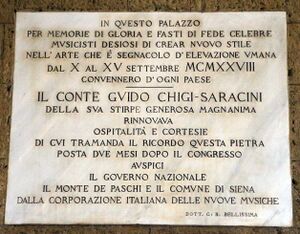 IN QVESTO PALAZZO
PER MEMORIE DI GLORIA E FASTI DI FEDE CELEBRE
MVSICISTI DESIOSI DI CREAR NVOVO STILE
NELL'ARTE CHE È SEGNACOLO D'ELEVAZIONE VMANA
DAL X AL XV SETTEMBRE MCMXXVIII
CONVENNERO D'OGNI PAESE
IL CONTE GVIDO CHIGI-SARACINI
DELLA SVA STIRPE GENEROSA MAGNANIMA
RINNOVAVA
OSPITALITÀ E CORTESIE
DI CVI TRAMANDA IL RICORDO QVESTA PIETRA
POSTA DVE MESI DOPO IL CONGRESSO
AVSPICI
IL GOVERNO NAZIONALE
IL MONTE DE PASCHI E IL COMVNE DI SIENA
DALLA CORPORAZIONE ITALIANA DELLE NVOVE MVSICHE
DOTT. G. B. BELLISSIMA